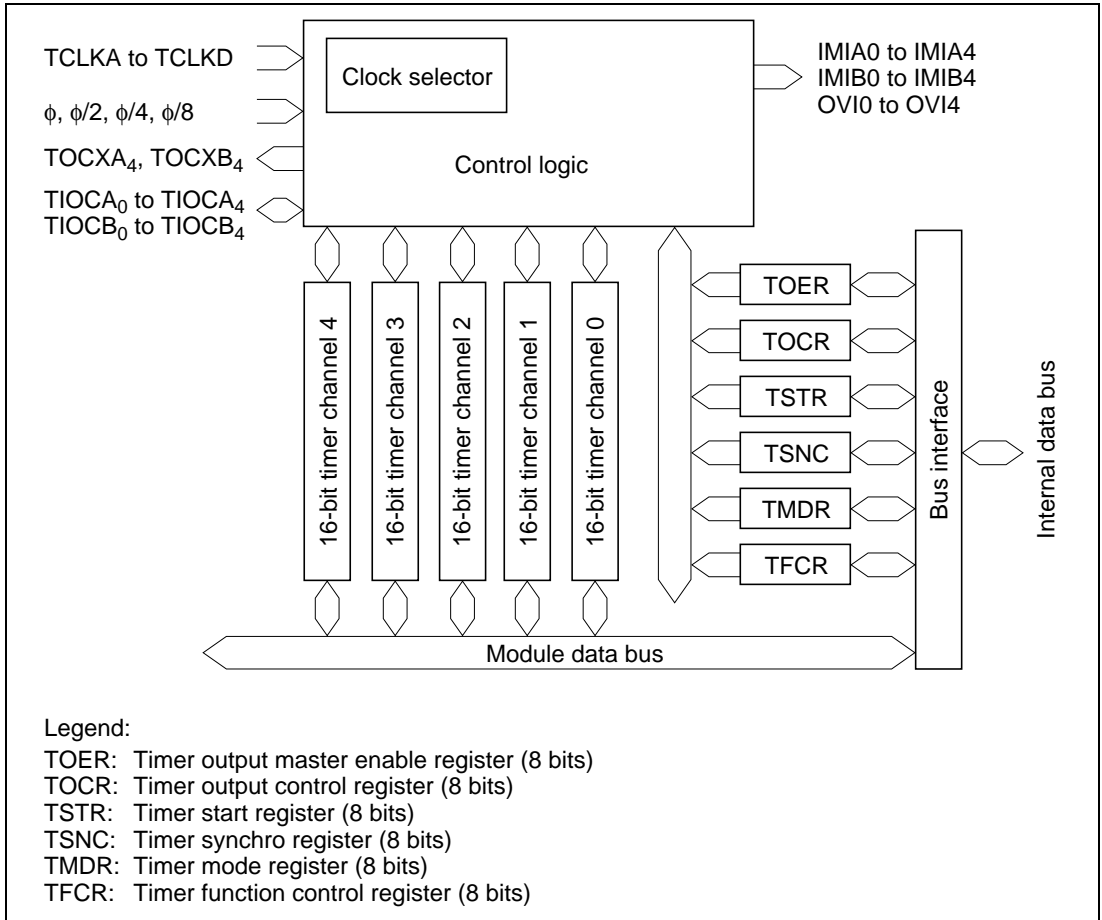 TCLKA to TCLKD
ϕ, ϕ/2, ϕ/4, ϕ/8
TOCXA₄, TOCXB₄
TIOCA₀ to TIOCA₄
TIOCB₀ to TIOCB₄
Clock selector
Control logic
IMIA0 to IMIA4
IMIB0 to IMIB4
OVI0 to OVI4
16-bit timer channel 4
16-bit timer channel 3
16-bit timer channel 2
16-bit timer channel 1
16-bit timer channel 0
TOER
TOCR
TSTR
TSNC
TMDR
TFCR
Bus interface
Internal data bus
Module data bus
Legend:
TOER: Timer output master enable register (8 bits)
TOCR: Timer output control register (8 bits)
TSTR: Timer start register (8 bits)
TSNC: Timer synchro register (8 bits)
TMDR: Timer mode register (8 bits)
TFCR: Timer function control register (8 bits)